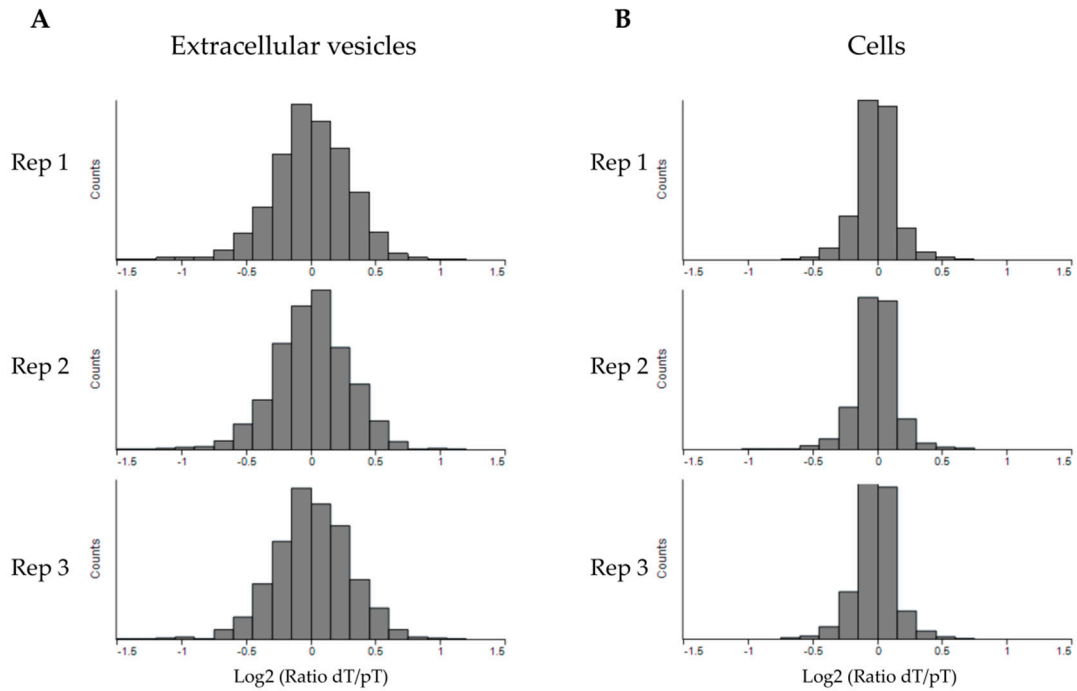 A
Extracellular vesicles
B
Cells
Rep 1
Counts
-1.5 -1 -0.5 0 0.5 1 1.5
Rep 1
Counts
-1.5 -1 -0.5 0 0.5 1 1.5
Rep 2
Counts
-1.5 -1 -0.5 0 0.5 1 1.5
Rep 2
Counts
-1.5 -1 -0.5 0 0.5 1 1.5
Rep 3
Counts
-1.5 -1 -0.5 0 0.5 1 1.5
Log2 (Ratio dT/pT)
Rep 3
Counts
-1.5 -1 -0.5 0 0.5 1 1.5
Log2 (Ratio dT/pT)